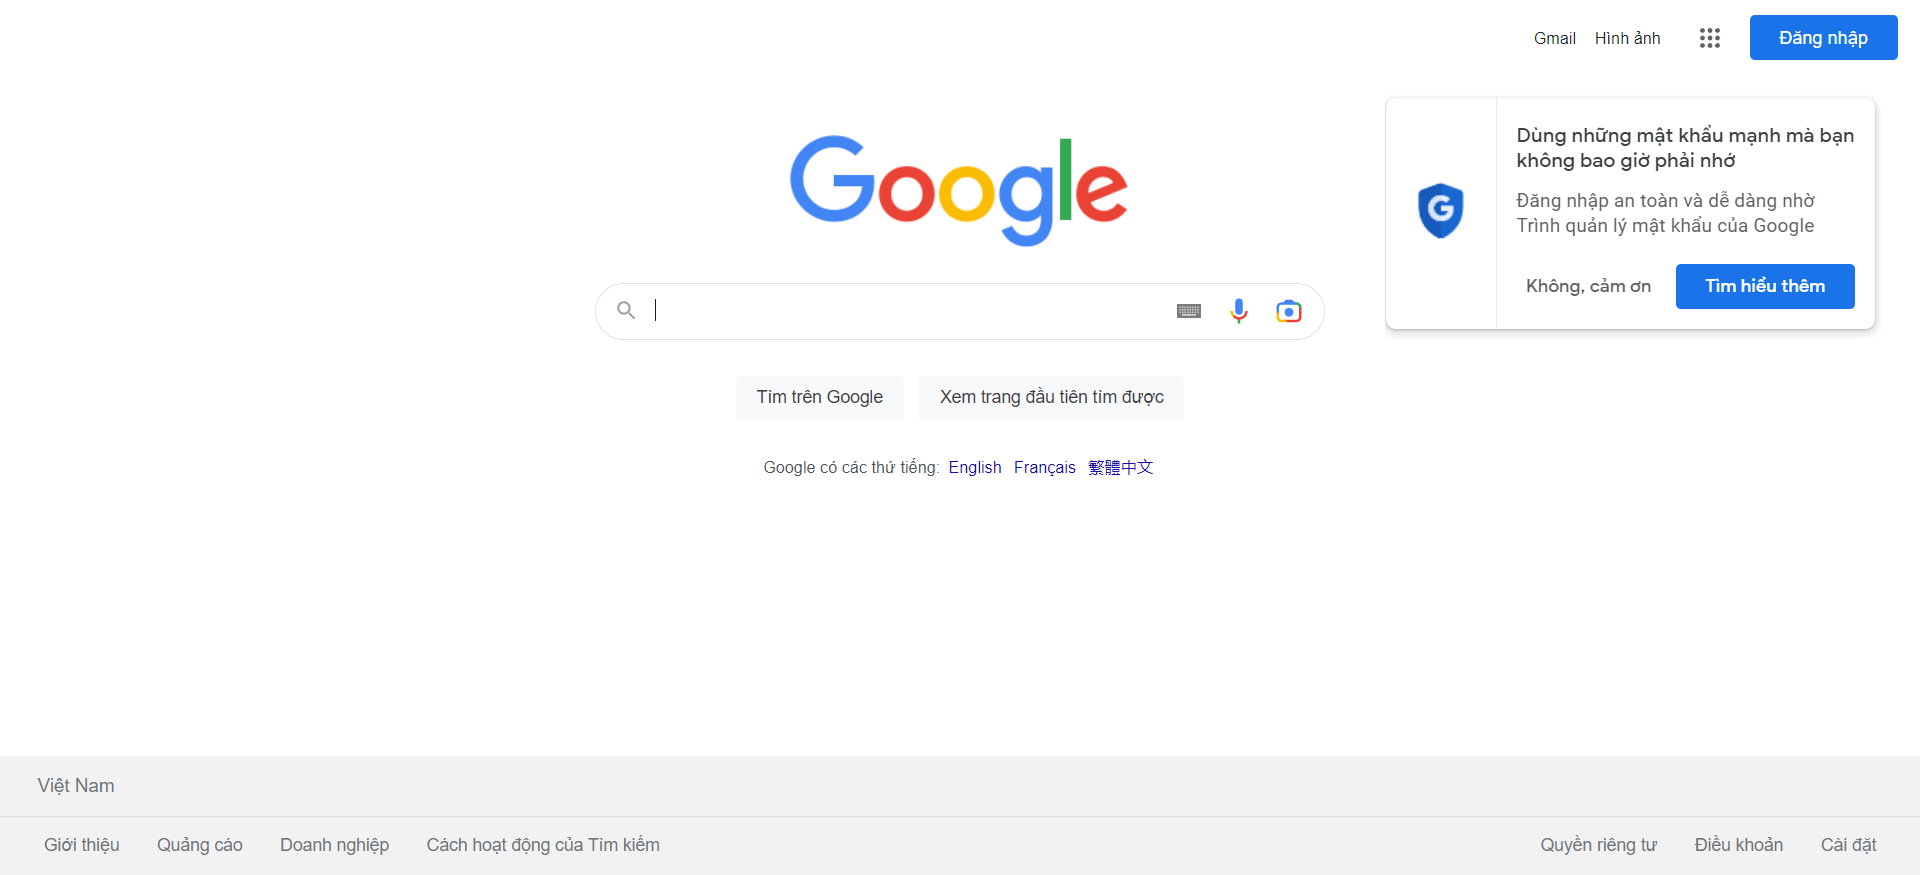 Gmail Hình ảnh Đăng nhập
Google
Dùng những mật khẩu mạnh mà bạn
không bao giờ phải nhớ
Đăng nhập an toàn và dễ dàng nhờ
Trình quản lý mật khẩu của Google
Không, cảm ơn Tìm hiểu thêm
G
Tìm trên Google Xem trang đầu tiên tìm được
Google có các thứ tiếng: English Français 繁體中文
Việt Nam
Giới thiệu Quảng cáo Doanh nghiệp Cách hoạt động của Tìm kiếm Quyền riêng tư Điều khoản Cài đặt